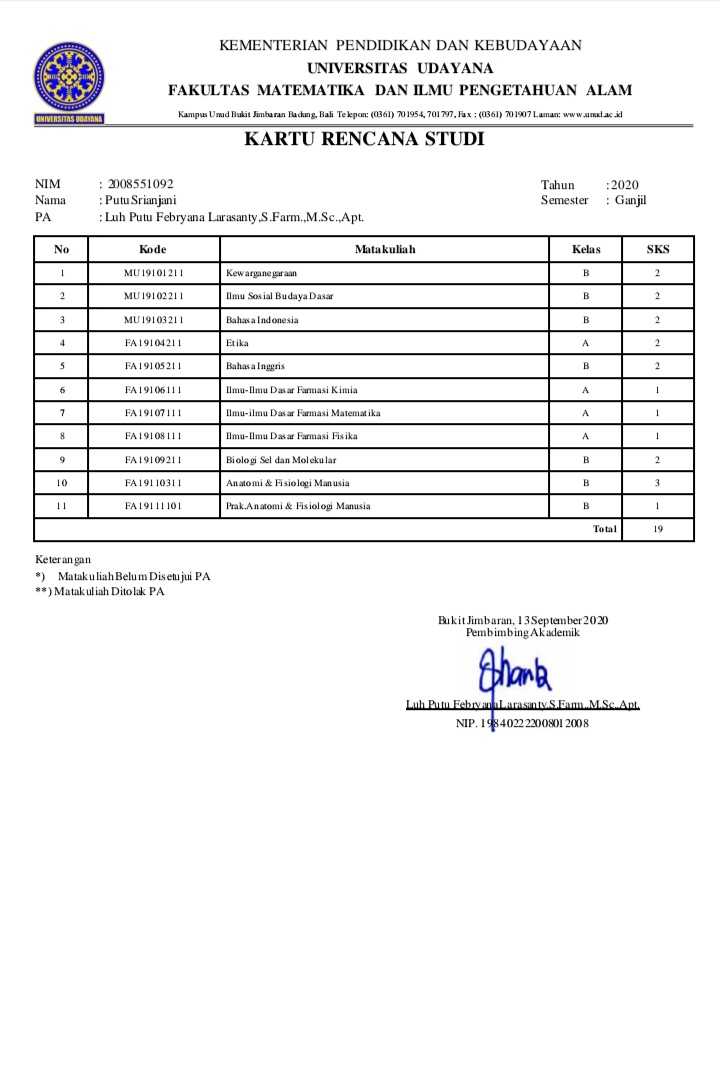 KEMENTERIAN PENDIDIKAN DAN KEBUDAYAAN
UNIVERSITAS UDAYANA
FAKULTAS MATEMATIKA DAN ILMU PENGETAHUAN ALAM
Kampus Unud Bukit Jimbaran Badung, Bali Telepon: (0361) 701954, 701797, Fax : (0361) 701907 Laman: www.unud.ac.id
UNIVERSITAS UDAYANA
KARTU RENCANA STUDI
NIM : 2008551092 Tahun : 2020
Nama : Putu Srianjani Semester : Ganjil
PA : Luh Putu Febryana Larasanty,S.Farm.,M.Sc.,Apt.
No Kode Matakuliah Kelas SKS
1 MU19101211 Kewarganegaraan B 2
2 MU19102211 Ilmu Sosial Budaya Dasar B 2
3 MU19103211 Bahasa Indonesia B 2
4 FA19104211 Etika A 2
5 FA19105211 Bahasa Inggris B 2
6 FA19106111 Ilmu-Ilmu Dasar Farmasi Kimia A 1
7 FA19107111 Ilmu-ilmu Dasar Farmasi Matematika A 1
8 FA19108111 Ilmu-Ilmu Dasar Farmasi Fisika A 1
9 FA19109211 Biologi Sel dan Molekular B 2
10 FA19110311 Anatomi & Fisiologi Manusia B 3
11 FA19111101 Prak.Anatomi & Fisiologi Manusia B 1
Total 19
Keterangan
*) Matakuliah Belum Disetujui PA
**) Matakuliah Ditolak PA
Bukit Jimbaran, 13 September 2020
Pembimbing Akademik
Luh Putu Febryana Larasanty,S.Farm.,M.Sc.,Apt.
NIP. 198402222008012008